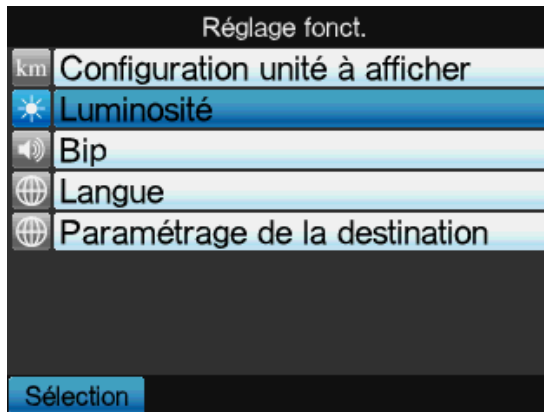 Réglage fonct.
km Configuration unité à afficher
Luminosité
Bip
Langue
Paramétrage de la destination
Sélection